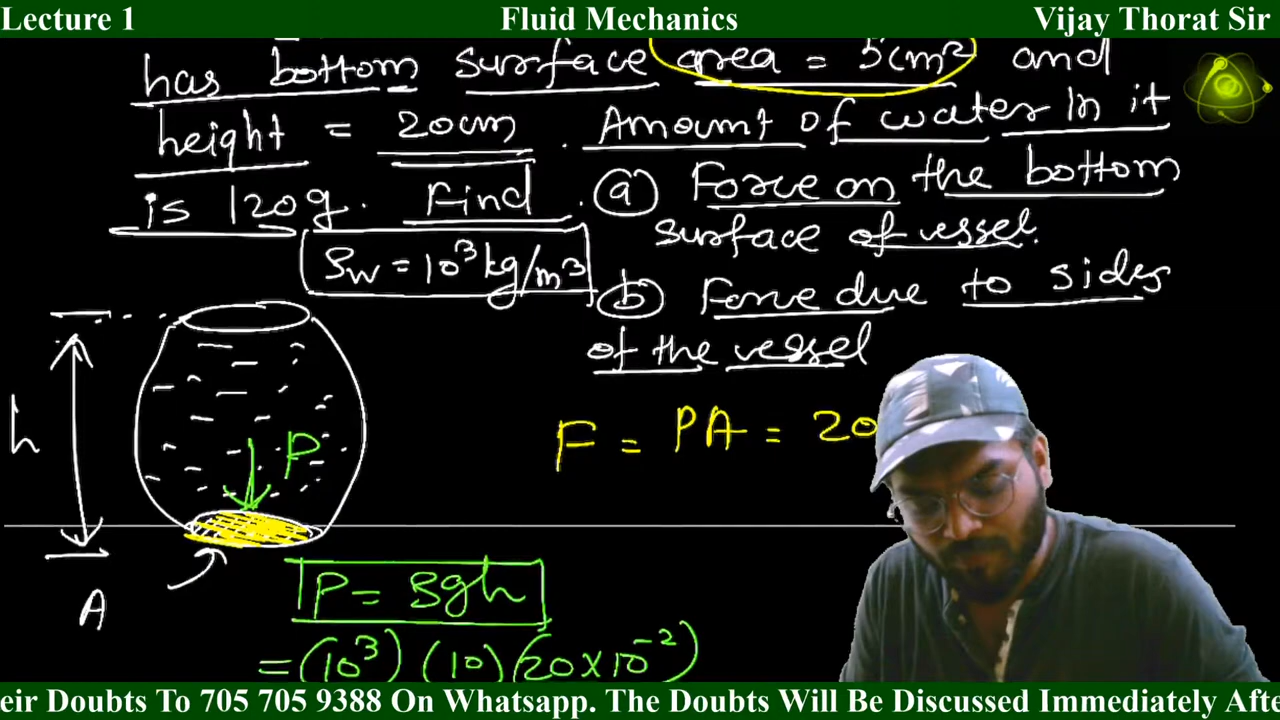 Lecture 1 Fluid Mechanics Vijay Thorat Sir
has bottom surface area = 5cm² and
height = 20cm. Amount of water In it
is 120g. Find (a) Force on the bottom
surface of vessel.
ρw = 10³ kg/m³
(b) Force due to sides
of the vessel
h
P
F = PA = 20
A
P = ρgh
= (10³) (10) (20×10⁻²)
eir Doubts To 705 705 9388 On Whatsapp. The Doubts Will Be Discussed Immediately Afte